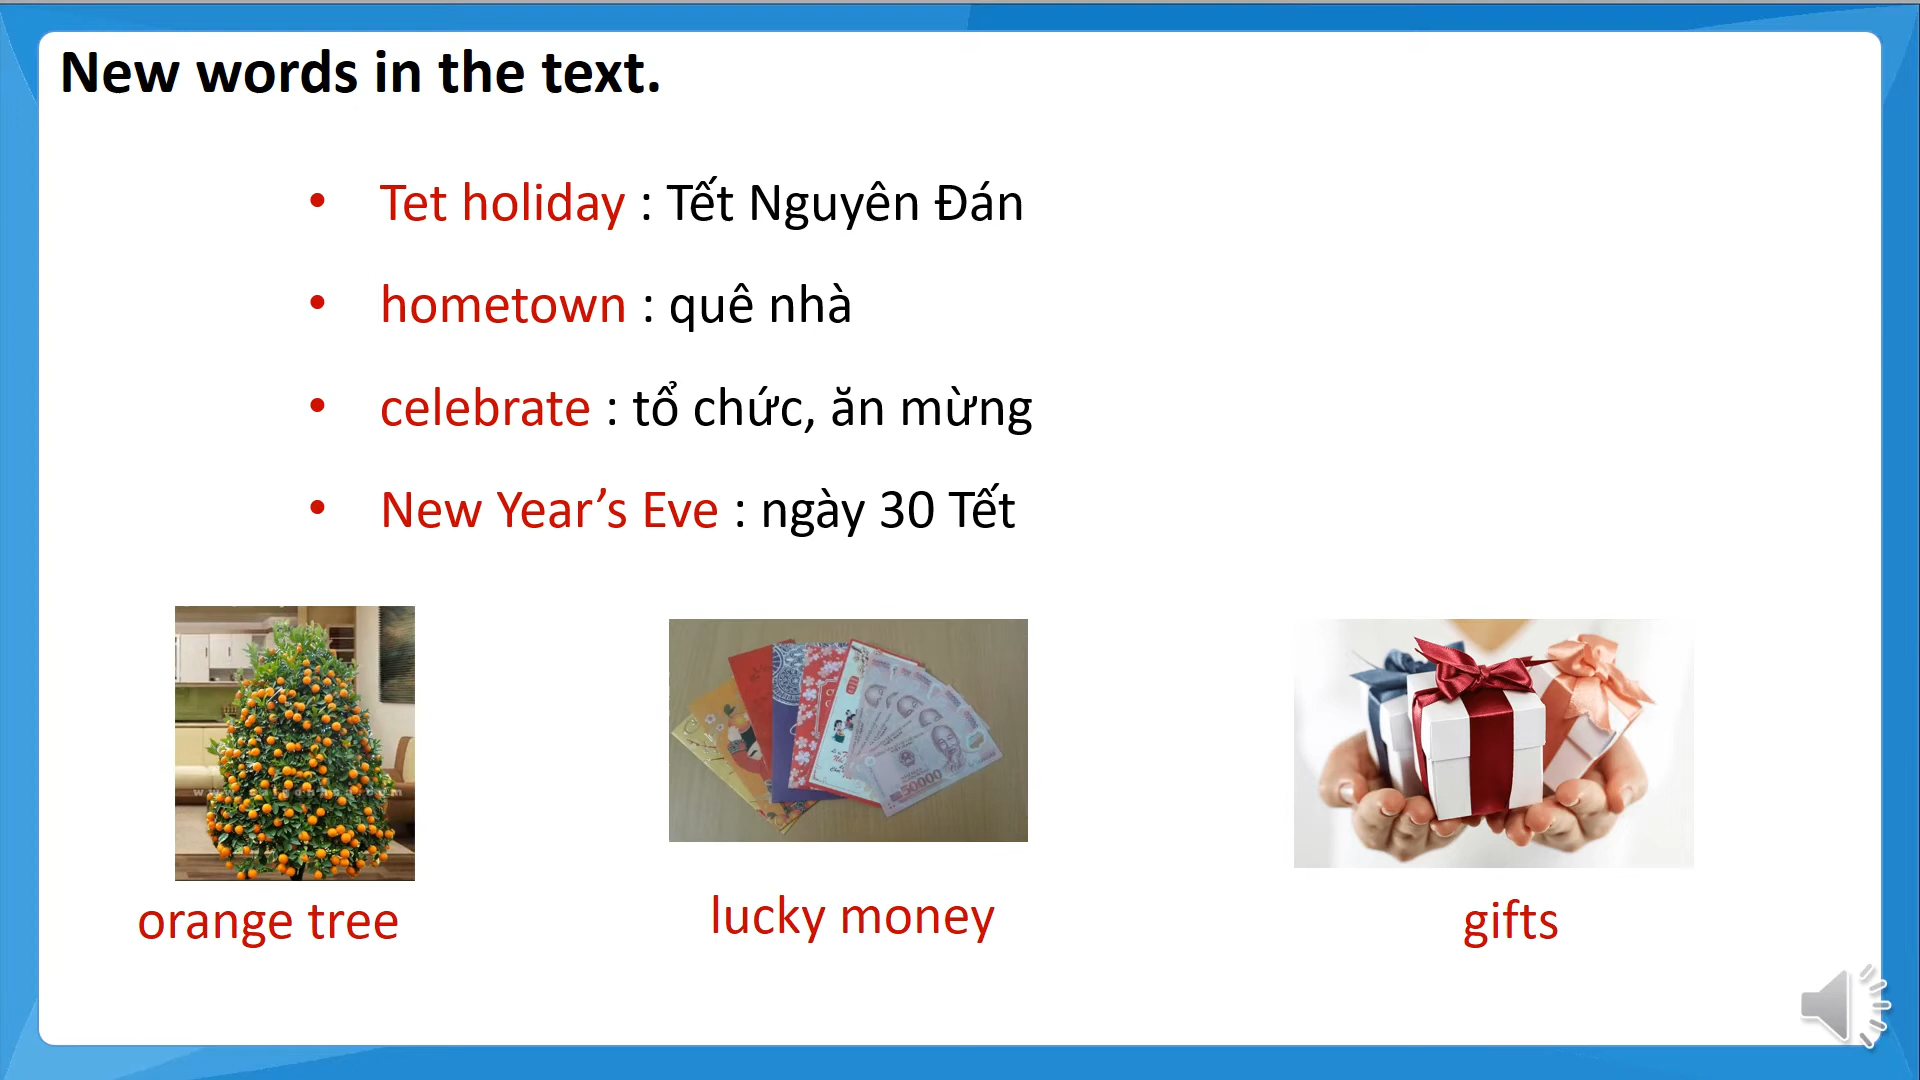 New words in the text.
• Tet holiday : Tết Nguyên Đán
• hometown : quê nhà
• celebrate : tổ chức, ăn mừng
• New Year’s Eve : ngày 30 Tết
50000
orange tree
lucky money
gifts